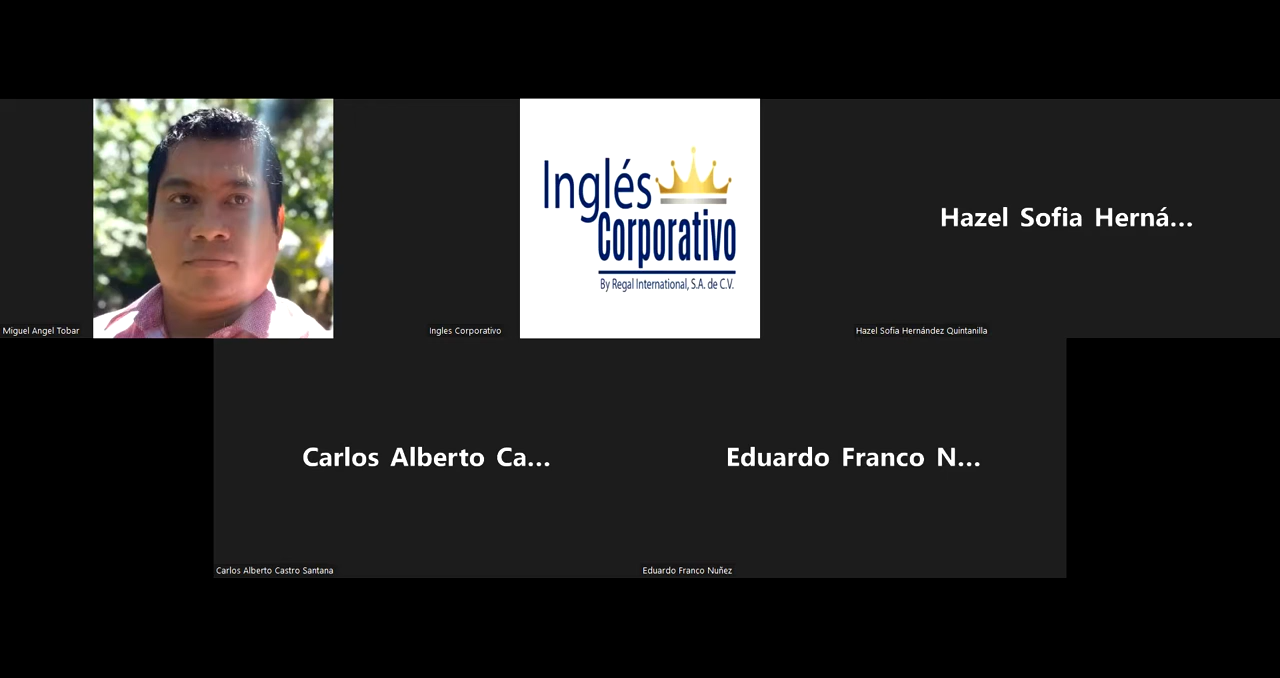 Inglés
Corporativo
By Regal International, S.A. de C.V.
Hazel Sofia Herná...
Miguel Angel Tobar
Ingles Corporativo
Hazel Sofia Hernández Quintanilla
Carlos Alberto Ca...
Eduardo Franco N...
Carlos Alberto Castro Santana
Eduardo Franco Nuñez